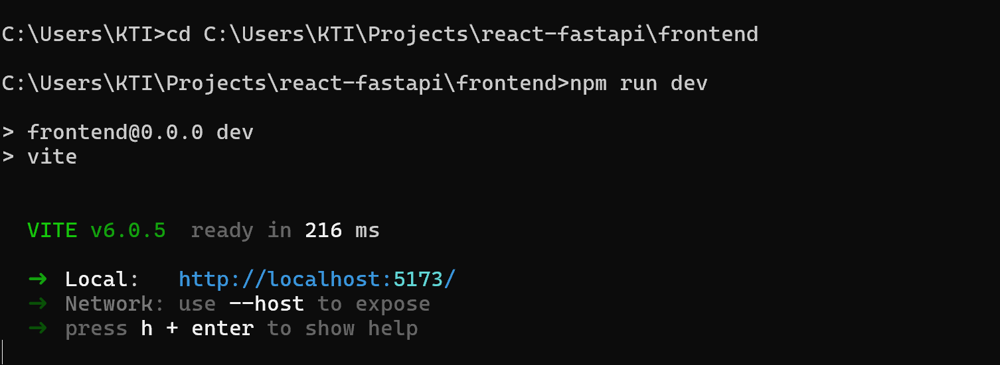 C:\Users\KTI>cd C:\Users\KTI\Projects\react-fastapi\frontend
C:\Users\KTI\Projects\react-fastapi\frontend>npm run dev
> frontend@0.0.0 dev
> vite
VITE v6.0.5  ready in 216 ms
➜  Local:   http://localhost:5173/
➜  Network: use --host to expose
➜  press h + enter to show help